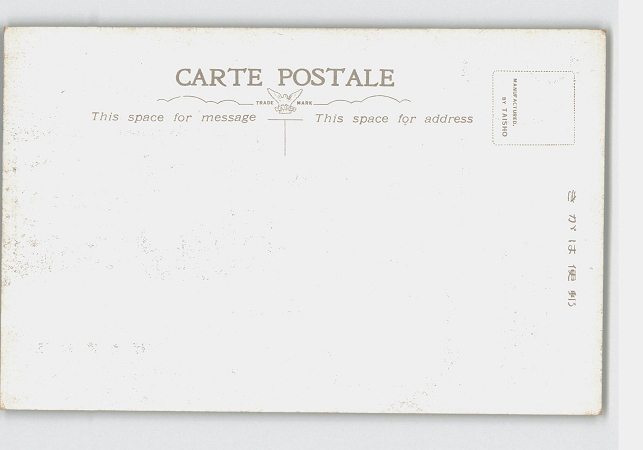 CARTE POSTALE
TRADE MARK
This space for message
This space for address
MANUFACTURED.
BY TAISHO
きがは便郵